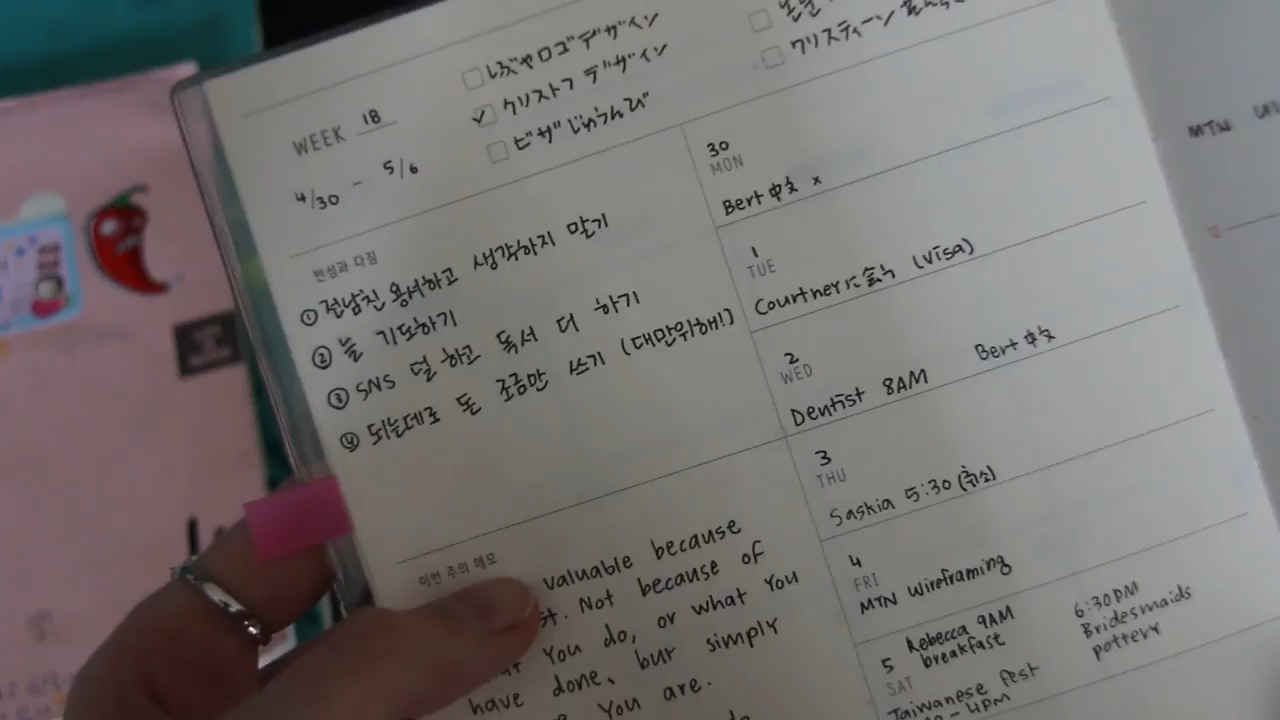 ロゴデザイン
クリストフ デザイン
ビザじゅんび
クリスティーン
WEEK 18
4/30 - 5/6
반성과 다짐
① 전남친 용서하고 생각하지 말기
② 늘 기도하기
③ SNS 덜 하고 독서 더 하기
④ 되는데로 돈 조금만 쓰기 (대만위해!)
이번 주의 메모
valuable because
Not because of
You do, or what You
have done, but simply
You are.
30
MON
Bert 中文 x
1
TUE
Courtneyに会う (Visa)
2
WED
Dentist 8AM
Bert 中文
3
THU
Saskia 5:30 (취소)
4
FRI
MTN Wireframing
5
SAT
Rebecca 9AM
breakfast
Taiwanese fest
- 4PM
6:30PM
Bridesmaids
pottery
MTN